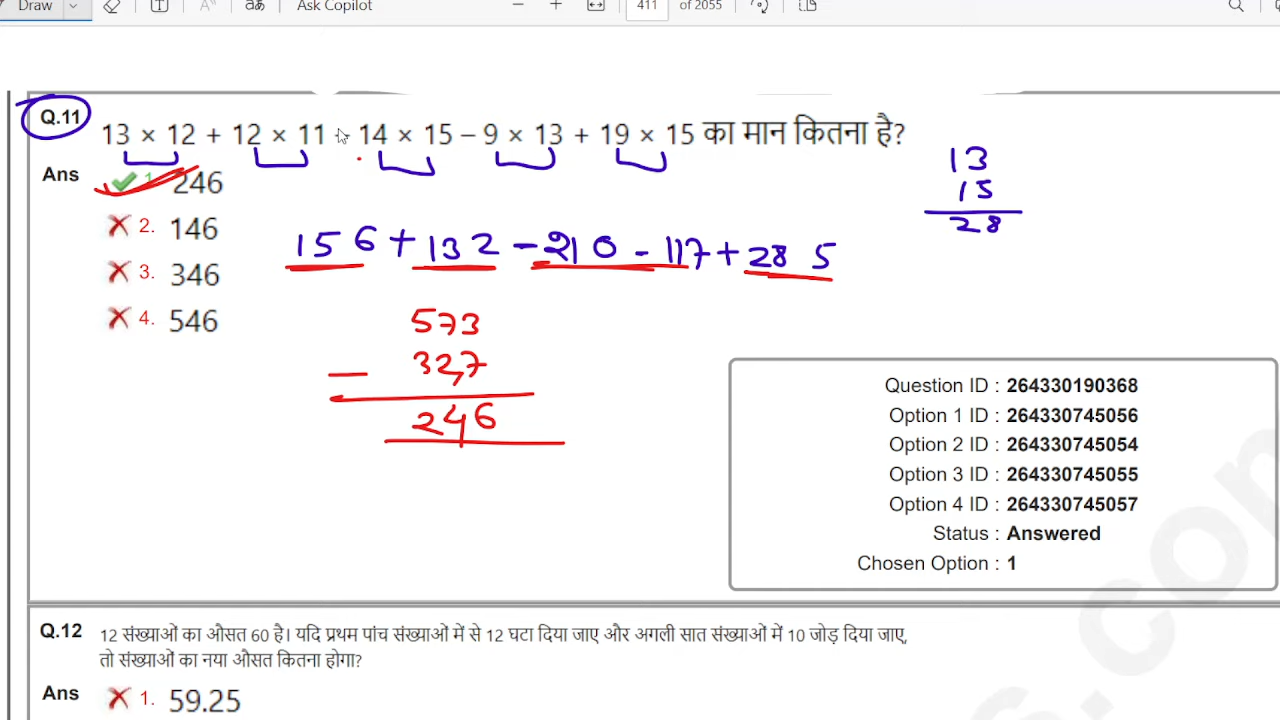 Draw Ask Copilot 411 of 2055
Q.11 13 × 12 + 12 × 11 - 14 × 15 – 9 × 13 + 19 × 15 का मान कितना है?
Ans 1. 246
2. 146
3. 346
4. 546
13
15
28
156 + 132 - 210 - 117 + 285
573
- 327
246
Question ID : 264330190368
Option 1 ID : 264330745056
Option 2 ID : 264330745054
Option 3 ID : 264330745055
Option 4 ID : 264330745057
Status : Answered
Chosen Option : 1
Q.12 12 संख्याओं का औसत 60 है। यदि प्रथम पांच संख्याओं में से 12 घटा दिया जाए और अगली सात संख्याओं में 10 जोड़ दिया जाए,
तो संख्याओं का नया औसत कितना होगा?
Ans 1. 59.25